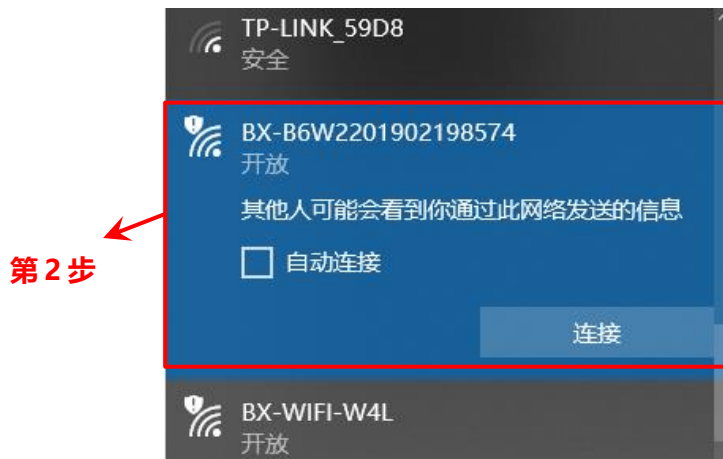 TP-LINK_59D8
安全
BX-B6W2201902198574
开放
其他人可能会看到你通过此网络发送的信息
自动连接
第2步
连接
BX-WIFI-W4L
开放